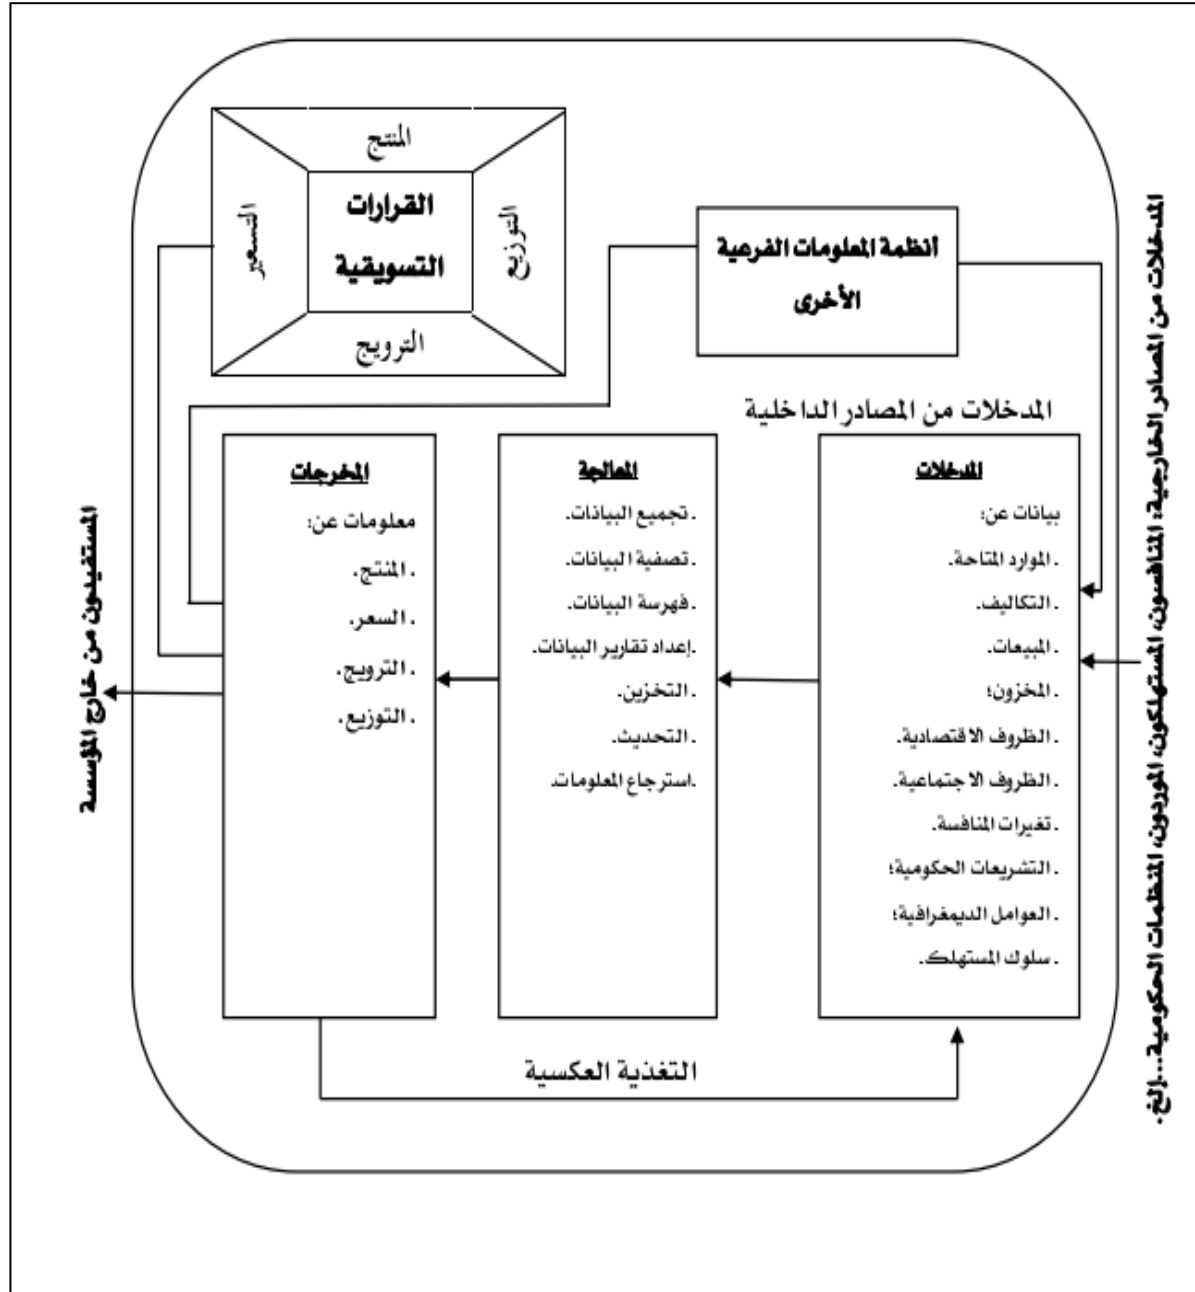 المنتج
التسعير
القرارات
التسويقية
التوزيع
الترويج
أنظمة المعلومات الفرعية
الأخرى
المدخلات من المصادر الخارجية: المنافسون، المستهلكون، الموردون، المنظمات الحكومية...إلخ.
المدخلات من المصادر الداخلية
المدخلات
بيانات عن:
. الموارد المتاحة.
. التكاليف.
. المبيعات.
. المخزون؛
. الظروف الاقتصادية.
. الظروف الاجتماعية.
. تغيرات المنافسة.
. التشريعات الحكومية؛
. العوامل الديمغرافية؛
. سلوك المستهلك.
المعالجة
. تجميع البيانات.
. تصفية البيانات.
. فهرسة البيانات.
.إعداد تقارير البيانات.
. التخزين.
. التحديث.
.استرجاع المعلومات.
المخرجات
معلومات عن:
. المنتج.
. السعر.
. الترويج.
. التوزيع.
المستفيدون من خارج المؤسسة
التغذية العكسية